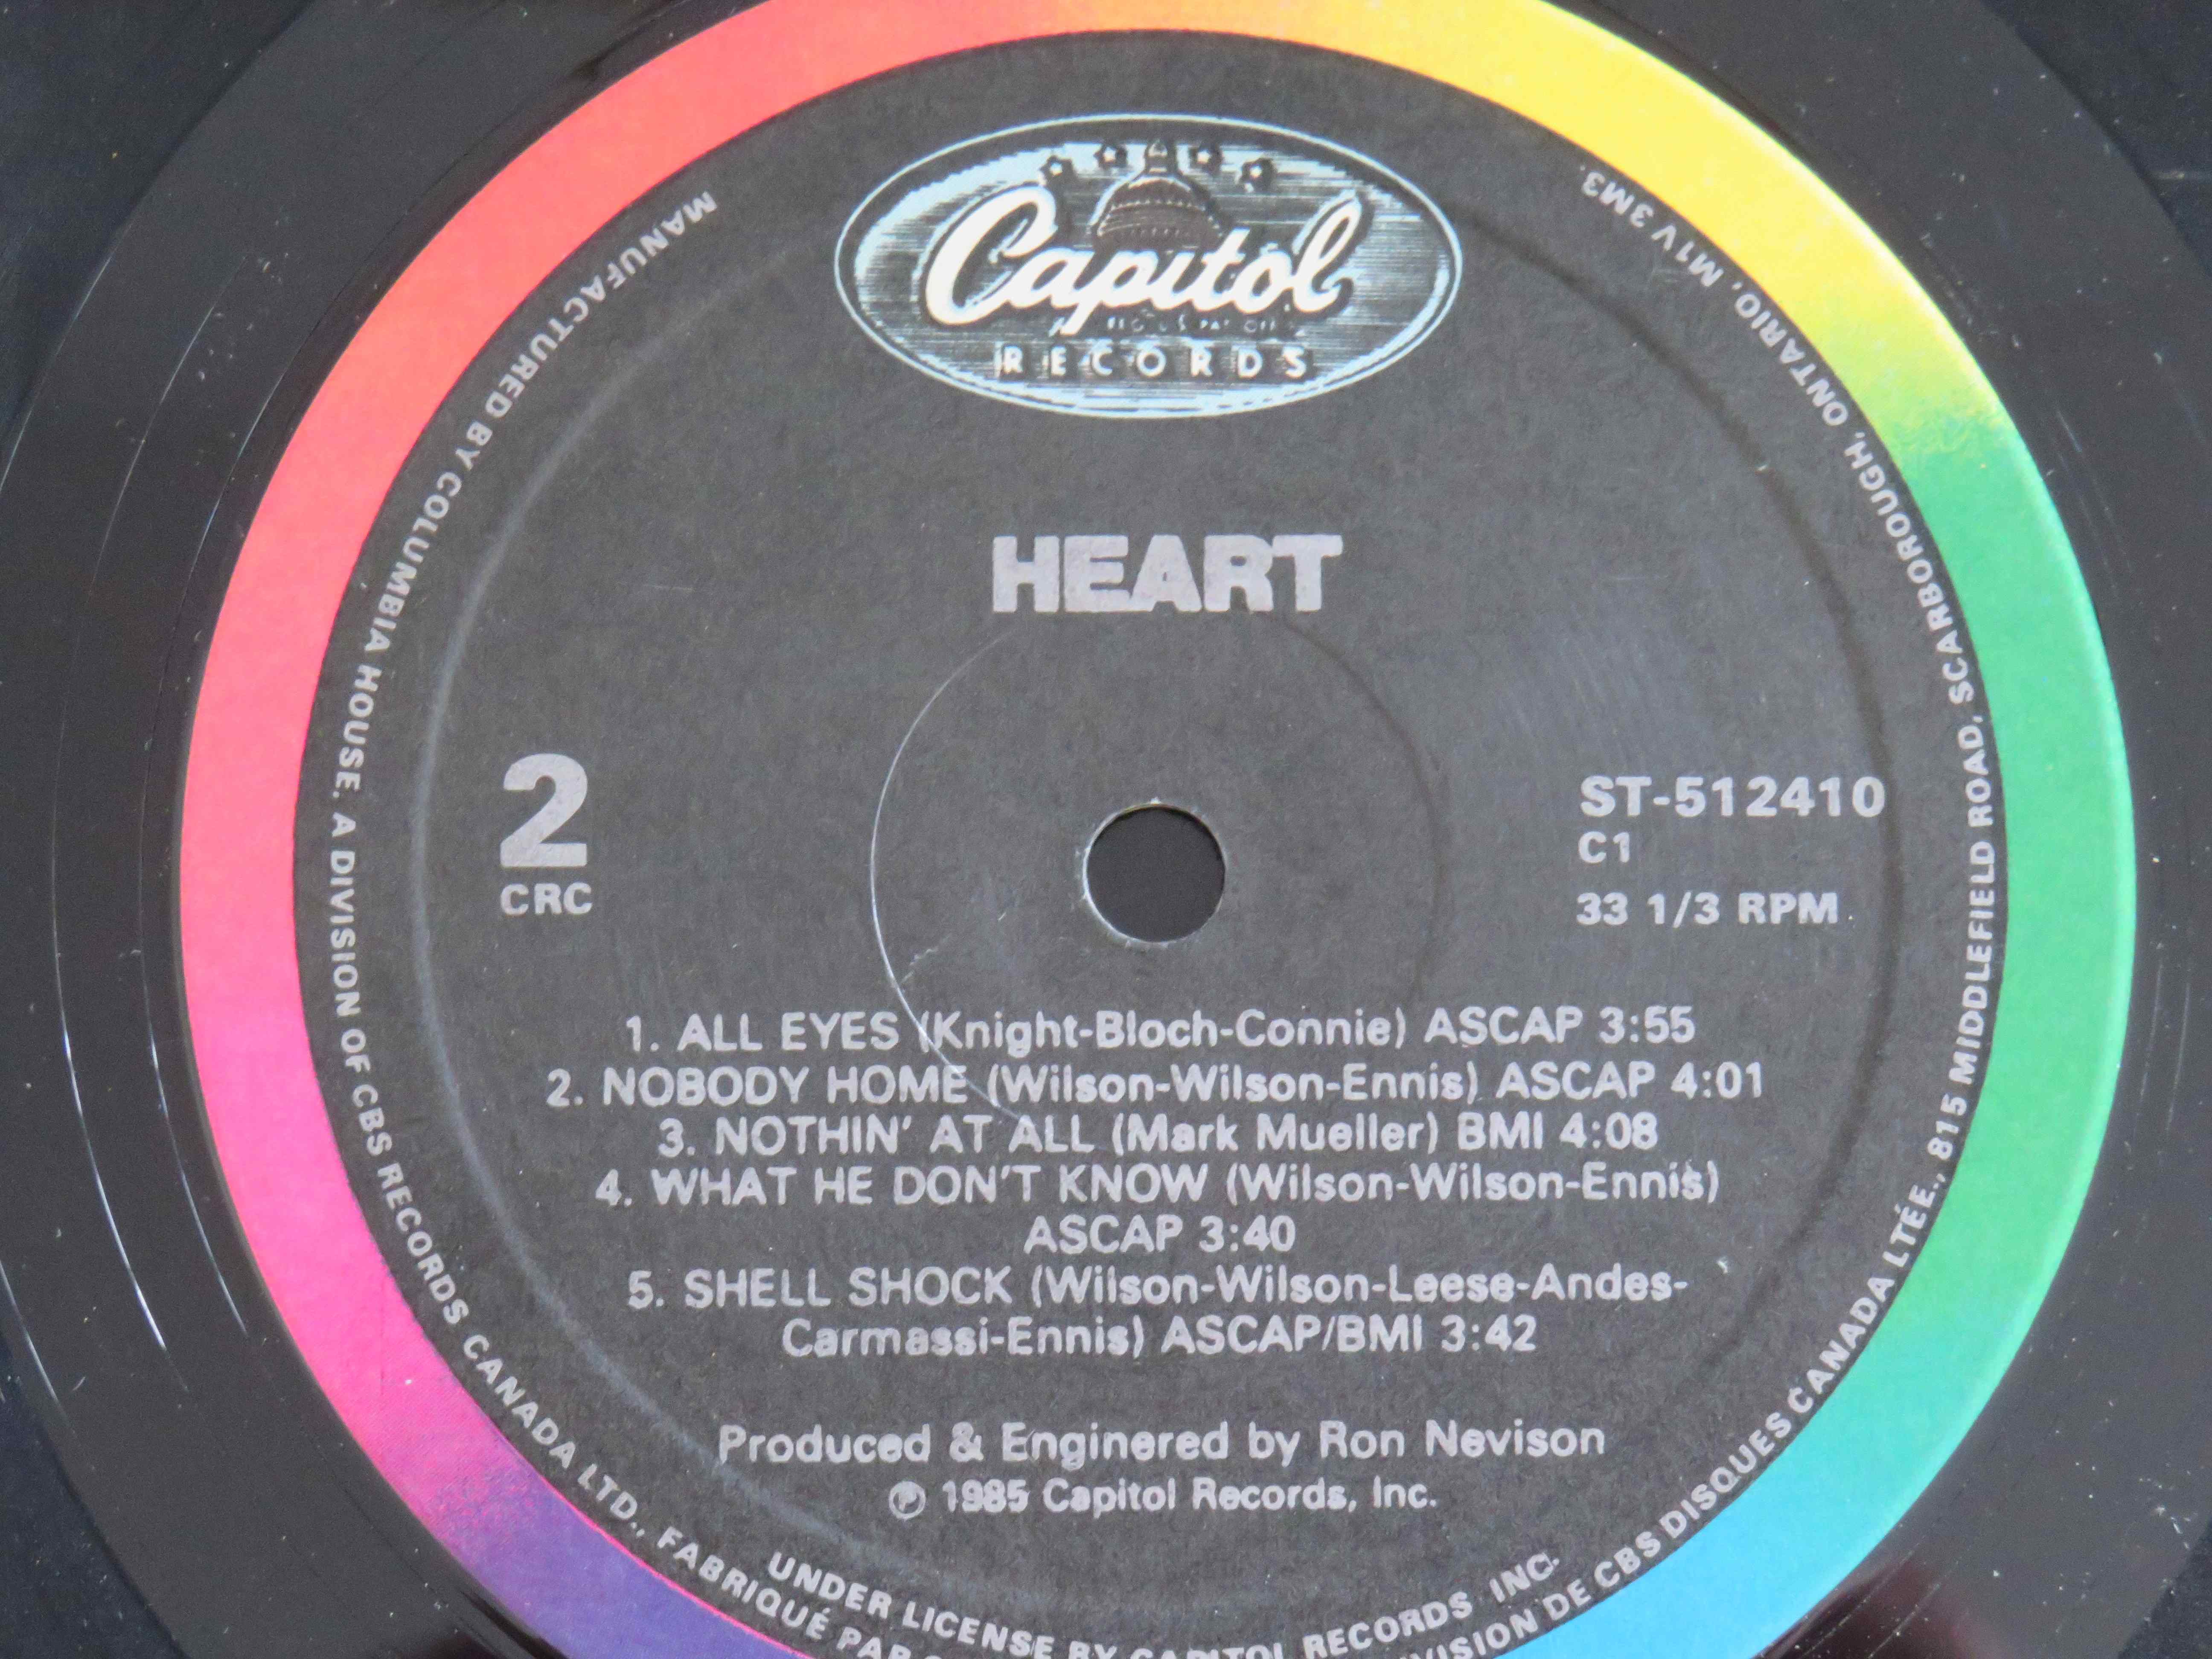 Capitol
RECORDS
HEART
2
CRC
ST-512410
C1
33 1/3 RPM
1. ALL EYES (Knight-Bloch-Connie) ASCAP 3:55
2. NOBODY HOME (Wilson-Wilson-Ennis) ASCAP 4:01
3. NOTHIN' AT ALL (Mark Mueller) BMI 4:08
4. WHAT HE DON'T KNOW (Wilson-Wilson-Ennis)
ASCAP 3:40
5. SHELL SHOCK (Wilson-Wilson-Leese-Andes-
Carmassi-Ennis) ASCAP/BMI 3:42
Produced & Enginered by Ron Nevison
℗ 1985 Capitol Records, Inc.
UNDER LICENSE BY CAPITOL RECORDS INC.
MANUFACTURED BY COLUMBIA HOUSE, A DIVISION OF CBS RECORDS CANADA LTD., FABRIQUÉ PAR DE CBS DISQUES CANADA LTÉE., 815 MIDDLEFIELD ROAD, SCARBOROUGH, ONTARIO, M1V 3M3